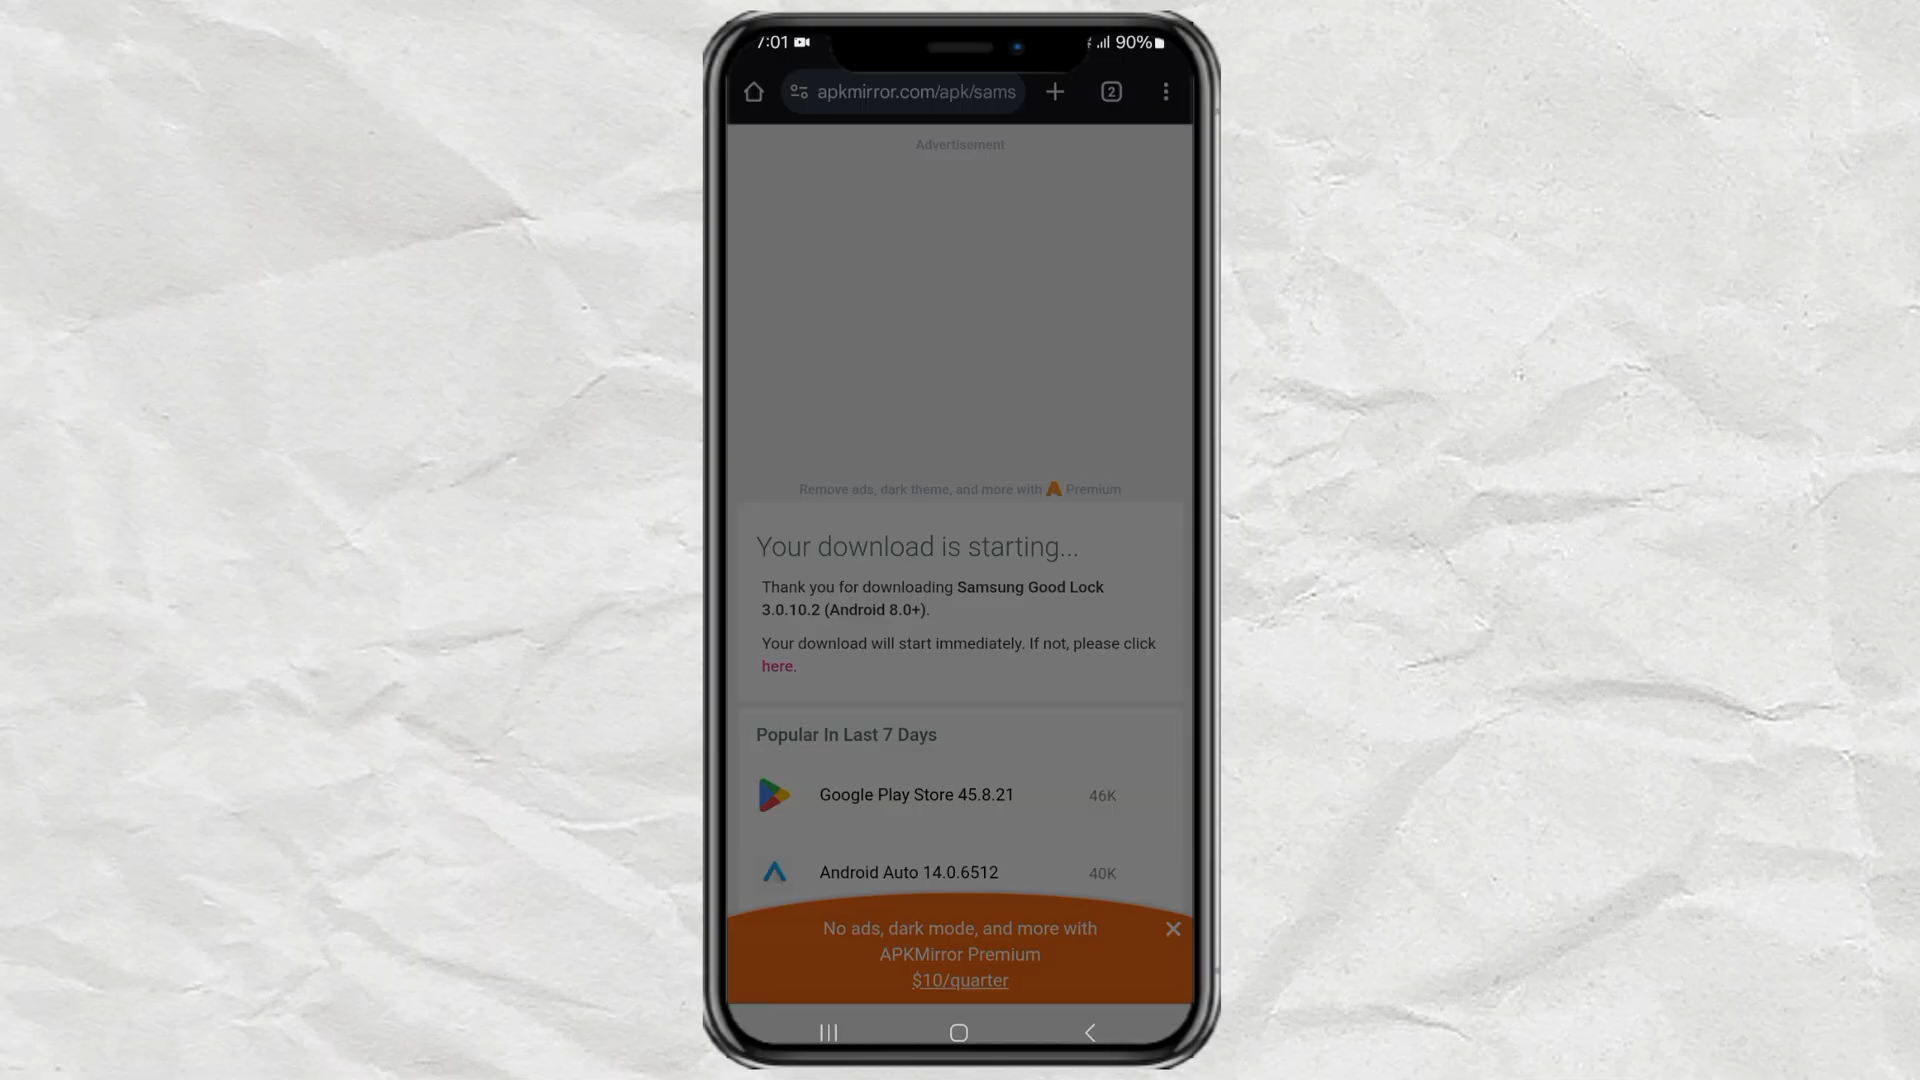 7:01
90%
apkmirror.com/apk/sams
2
Advertisement
Remove ads, dark theme, and more with Premium
Your download is starting...
Thank you for downloading Samsung Good Lock
3.0.10.2 (Android 8.0+).
Your download will start immediately. If not, please click
here.
Popular In Last 7 Days
Google Play Store 45.8.21 46K
Android Auto 14.0.6512 40K
No ads, dark mode, and more with
APKMirror Premium
$10/quarter